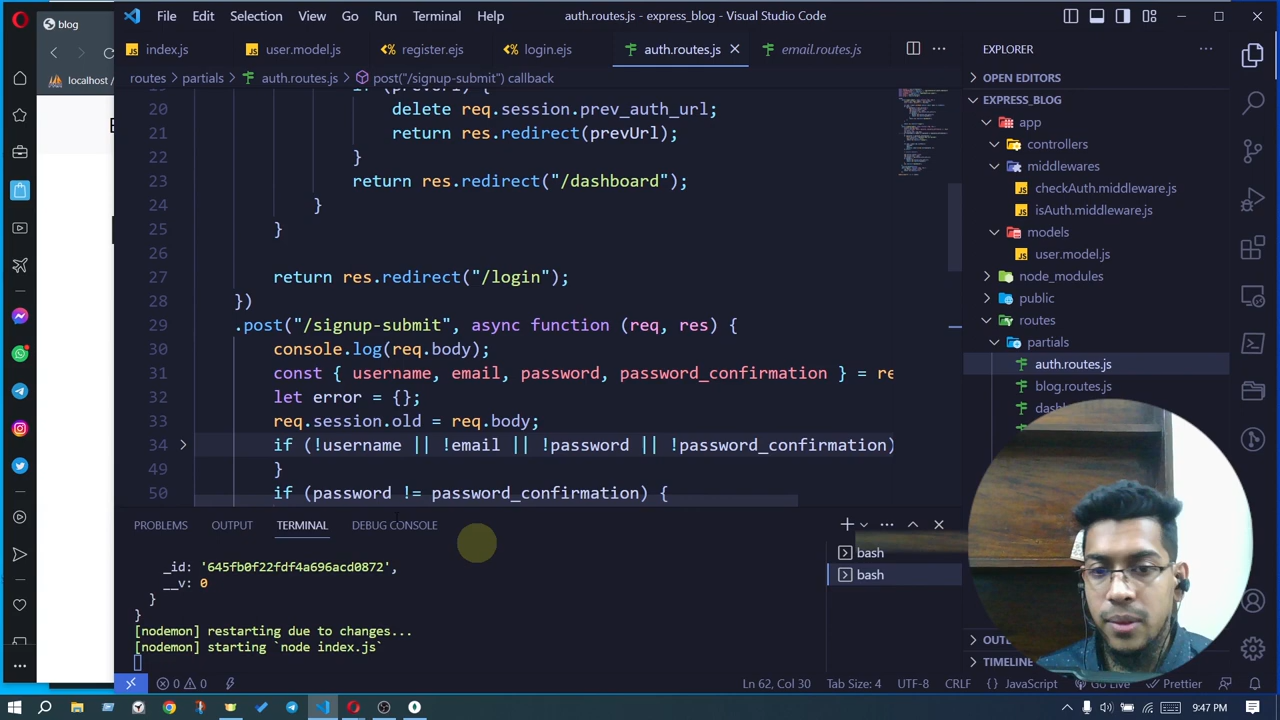 blog
File Edit Selection View Go Run Terminal Help
auth.routes.js - express_blog - Visual Studio Code
index.js user.model.js register.ejs login.ejs auth.routes.js email.routes.js
localhost /
routes partials auth.routes.js post("/signup-submit") callback
20 delete req.session.prev_auth_url;
21 return res.redirect(prevUrl);
22 }
23 return res.redirect("/dashboard");
24 }
25 }
26
27 return res.redirect("/login");
28 })
29 .post("/signup-submit", async function (req, res) {
30 console.log(req.body);
31 const { username, email, password, password_confirmation } = re
32 let error = {};
33 req.session.old = req.body;
34 if (!username || !email || !password || !password_confirmation)
49 }
50 if (password != password_confirmation) {
EXPLORER
OPEN EDITORS
EXPRESS_BLOG
app
controllers
middlewares
checkAuth.middleware.js
isAuth.middleware.js
models
user.model.js
node_modules
public
routes
partials
auth.routes.js
blog.routes.js
PROBLEMS OUTPUT TERMINAL DEBUG CONSOLE
_id: '645fb0f22fdf4a696acd0872',
__v: 0
}
}
[nodemon] restarting due to changes...
[nodemon] starting `node index.js`
bash
bash
TIMELINE
0 0
Ln 62, Col 30 Tab Size: 4 UTF-8 CRLF {} JavaScript Go Live Prettier
9:47 PM